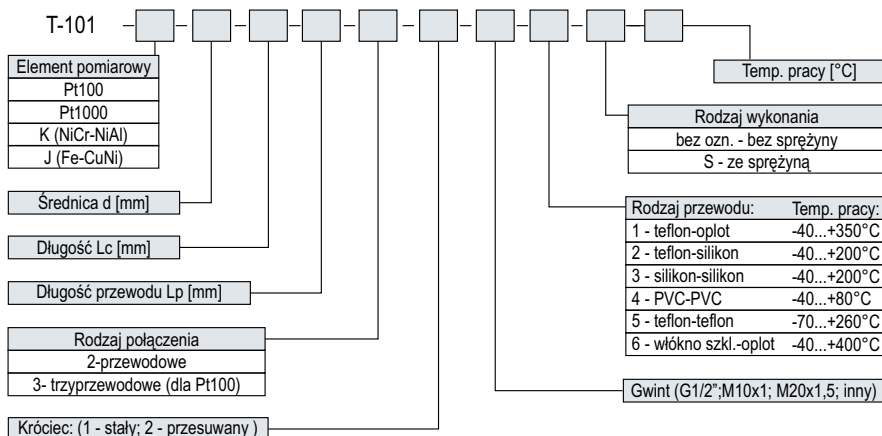 T-101
Element pomiarowy
Pt100
Pt1000
K (NiCr-NiAl)
J (Fe-CuNi)
Średnica d [mm]
Długość Lc [mm]
Długość przewodu Lp [mm]
Rodzaj połączenia
2-przewodowe
3- trzyprzewodowe (dla Pt100)
Króciec: (1 - stały; 2 - przesuwany )
Temp. pracy [°C]
Rodzaj wykonania
bez ozn. - bez sprężyny
S - ze sprężyną
Rodzaj przewodu: Temp. pracy:
1 - teflon-oplot -40...+350°C
2 - teflon-silikon -40...+200°C
3 - silikon-silikon -40...+200°C
4 - PVC-PVC -40...+80°C
5 - teflon-teflon -70...+260°C
6 - włókno szkl.-oplot -40...+400°C
Gwint (G1/2";M10x1; M20x1,5; inny)